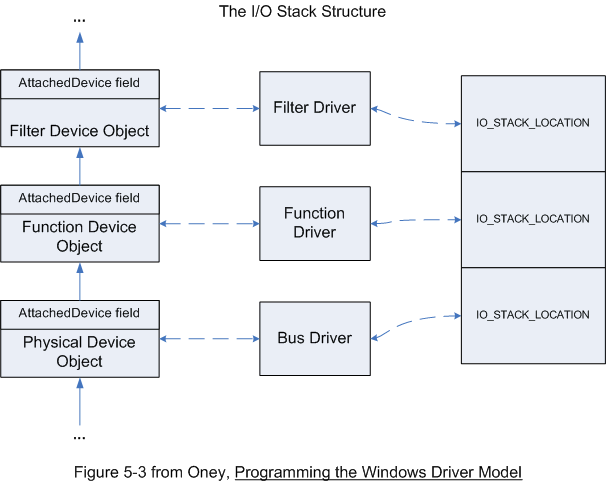 The I/O Stack Structure
...
AttachedDevice field
Filter Device Object
Filter Driver
IO_STACK_LOCATION
AttachedDevice field
Function Device
Object
Function
Driver
IO_STACK_LOCATION
AttachedDevice field
Physical Device
Object
Bus Driver
IO_STACK_LOCATION
...
Figure 5-3 from Oney, Programming the Windows Driver Model